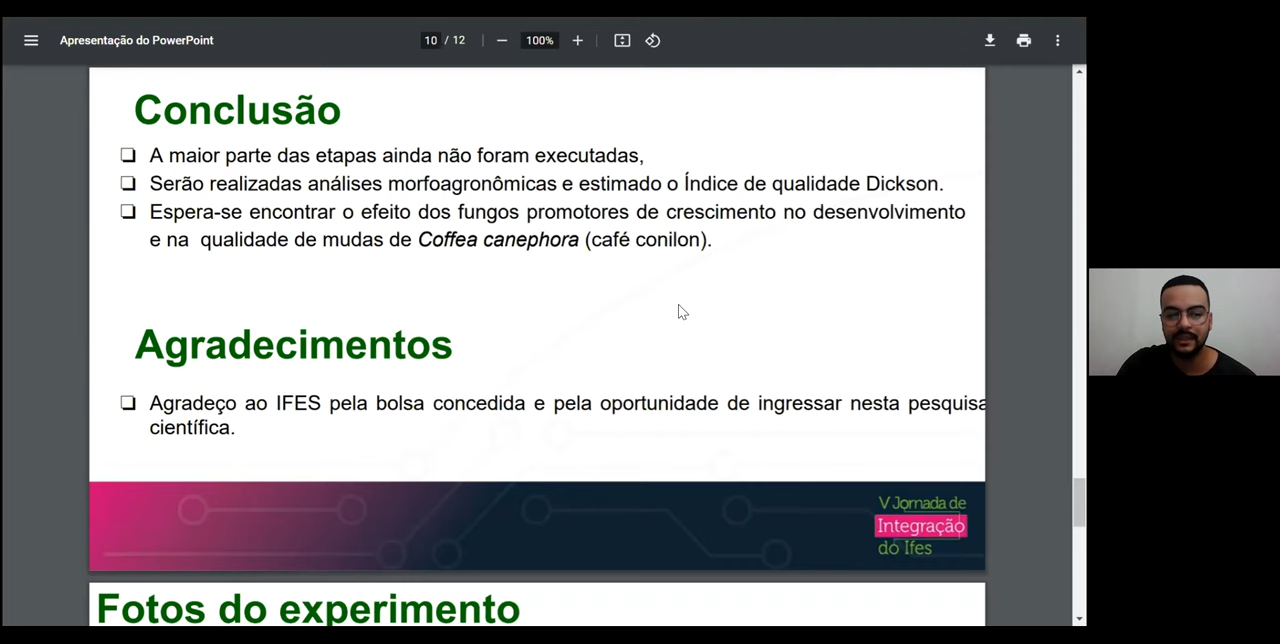 Apresentação do PowerPoint
10 / 12
100%
Conclusão
❑ A maior parte das etapas ainda não foram executadas,
❑ Serão realizadas análises morfoagronômicas e estimado o Índice de qualidade Dickson.
❑ Espera-se encontrar o efeito dos fungos promotores de crescimento no desenvolvimento
e na qualidade de mudas de Coffea canephora (café conilon).
Agradecimentos
❑ Agradeço ao IFES pela bolsa concedida e pela oportunidade de ingressar nesta pesquisa
científica.
V Jornada de
Integração
do Ifes
Fotos do experimento